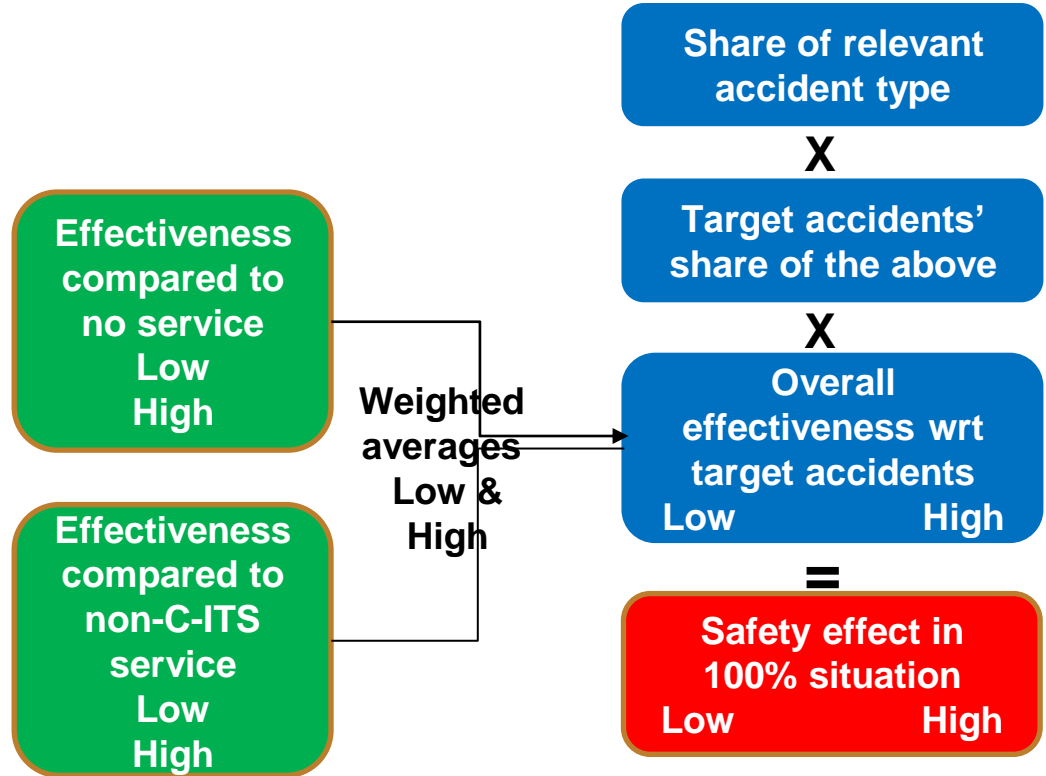 Effectiveness
compared to
no service
Low
High
Effectiveness
compared to
non-C-ITS
service
Low
High
Weighted
averages
Low &
High
Share of relevant
accident type
X
Target accidents’
share of the above
X
Overall
effectiveness wrt
target accidents
Low High
=
Safety effect in
100% situation
Low High